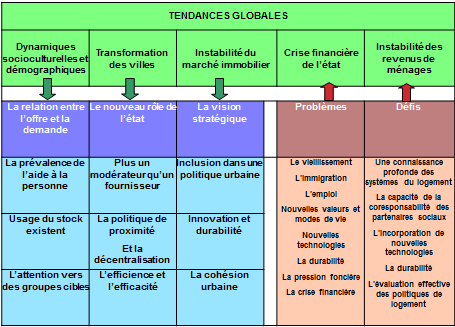 TENDANCES GLOBALES
Dynamiques
socioculturelles et
démographiques
Transformation
des villes
Instabilité du
marché immobilier
Crise financière
de l'état
Instabilité des
revenus de
ménages
La relation entre
l'offre et la
demande
Le nouveau rôle de
l'état
La vision
stratégique
Problèmes
Défis
La prévalence de
l'aide à la
personne
Plus un
modérateur qu'un
fournisseur
Inclusion dans une
politique urbaine
Usage du stock
existent
La politique de
proximité
Et la
décentralisation
Innovation et
durabilité
L'attention vers
des groupes cibles
L'efficience et
l'efficacité
La cohésion
urbaine
Le vieillissement
L'immigration
L'emploi
Nouvelles valeurs et
modes de vie
Nouvelles
technologies
La durabilité
La pression foncière
La crise financière
Une connaissance
profonde des
systèmes du logement
La capacité de la
coresponsabilité des
partenaires sociaux
L'incorporation de
nouvelles
technologies
La durabilité
L'évaluation effective
des politiques de
logement